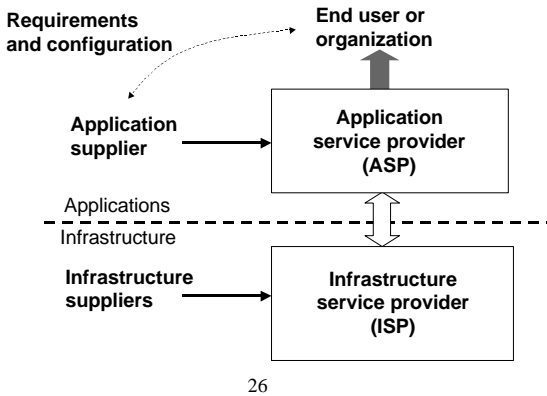 Requirements
and configuration
End user or
organization
Application
supplier
Application
service provider
(ASP)
Applications
Infrastructure
Infrastructure
suppliers
Infrastructure
service provider
(ISP)
26